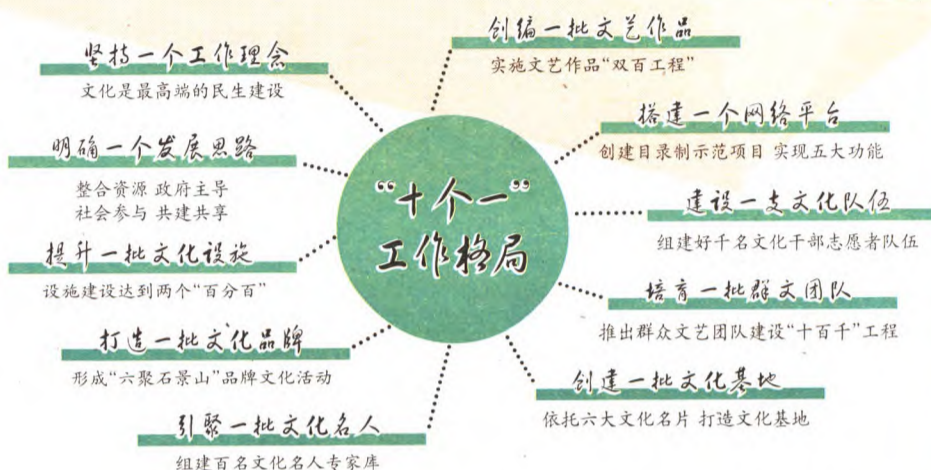 坚持一个工作理念
文化是最高端的民生建设
明确一个发展思路
整合资源 政府主导
社会参与 共建共享
提升一批文化设施
设施建设达到两个“百分百”
打造一批文化品牌
形成“六聚石景山”品牌文化活动
引聚一批文化名人
组建百名文化名人专家库
“十个一”
工作格局
创编一批文艺作品
实施文艺作品“双百工程”
搭建一个网络平台
创建目录制示范项目 实现五大功能
建设一支文化队伍
组建好千名文化干部志愿者队伍
培育一批群文团队
推出群众文艺团队建设“十百千”工程
创建一批文化基地
依托六大文化名片 打造文化基地